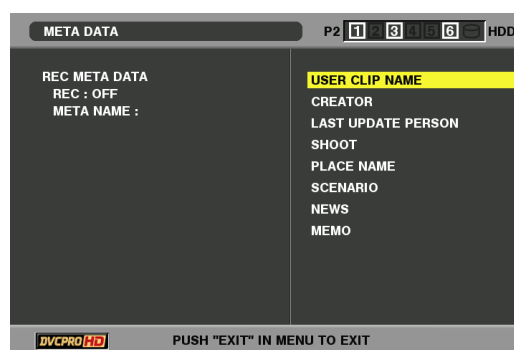 META DATA
P2 1 2 3 4 5 6 HDD
REC META DATA
REC : OFF
META NAME :
USER CLIP NAME
CREATOR
LAST UPDATE PERSON
SHOOT
PLACE NAME
SCENARIO
NEWS
MEMO
DVCPRO HD
PUSH "EXIT" IN MENU TO EXIT